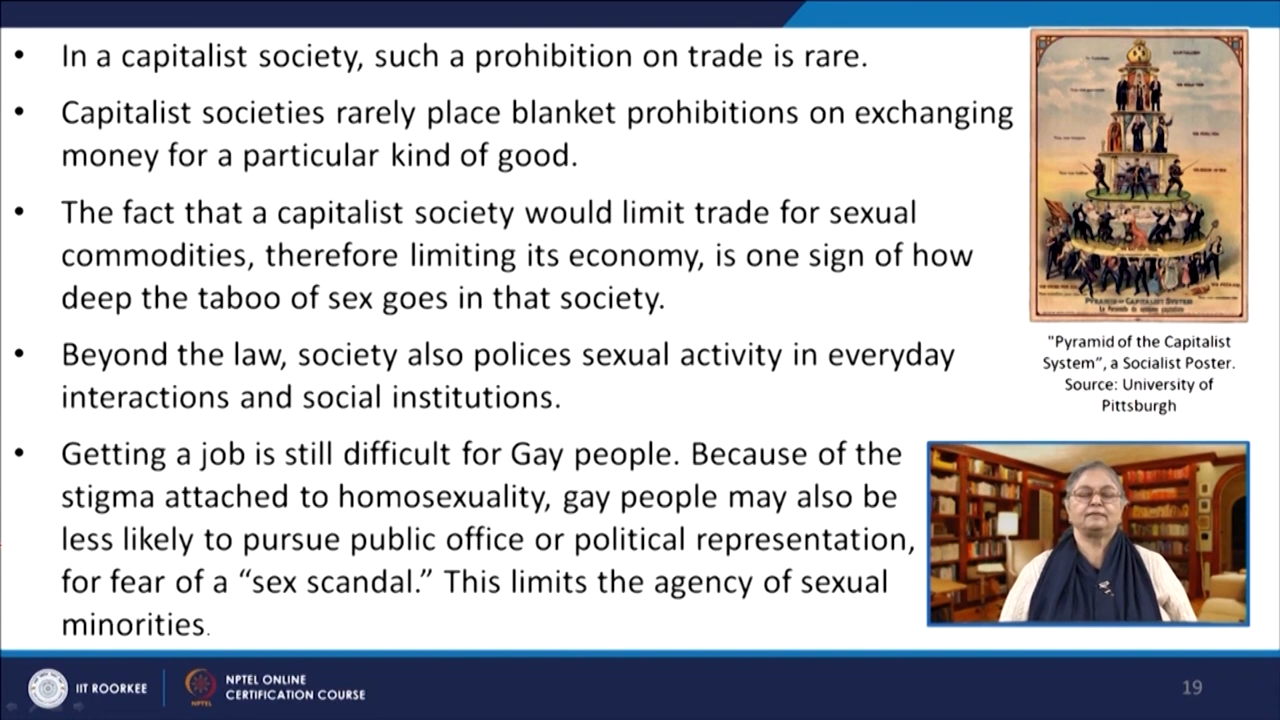 • In a capitalist society, such a prohibition on trade is rare.
• Capitalist societies rarely place blanket prohibitions on exchanging
money for a particular kind of good.
• The fact that a capitalist society would limit trade for sexual
commodities, therefore limiting its economy, is one sign of how
deep the taboo of sex goes in that society.
• Beyond the law, society also polices sexual activity in everyday
interactions and social institutions.
• Getting a job is still difficult for Gay people. Because of the
stigma attached to homosexuality, gay people may also be
less likely to pursue public office or political representation,
for fear of a “sex scandal.” This limits the agency of sexual
minorities.
CAPITALISM
PYRAMID OF CAPITALIST SYSTEM
"Pyramid of the Capitalist
System”, a Socialist Poster.
Source: University of
Pittsburgh
IIT ROORKEE
NPTEL
NPTEL ONLINE
CERTIFICATION COURSE
19